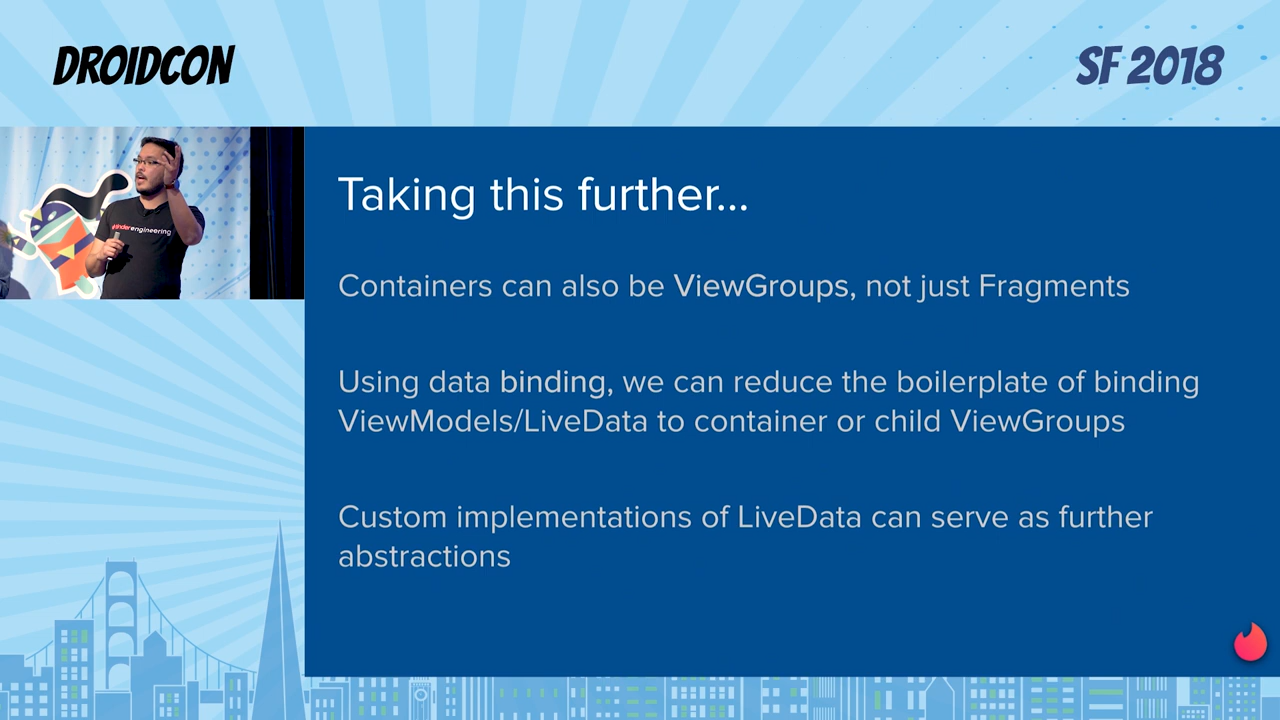 DROIDCON
SF 2018
#tinderengineering
Taking this further...
Containers can also be ViewGroups, not just Fragments
Using data binding, we can reduce the boilerplate of binding
ViewModels/LiveData to container or child ViewGroups
Custom implementations of LiveData can serve as further
abstractions